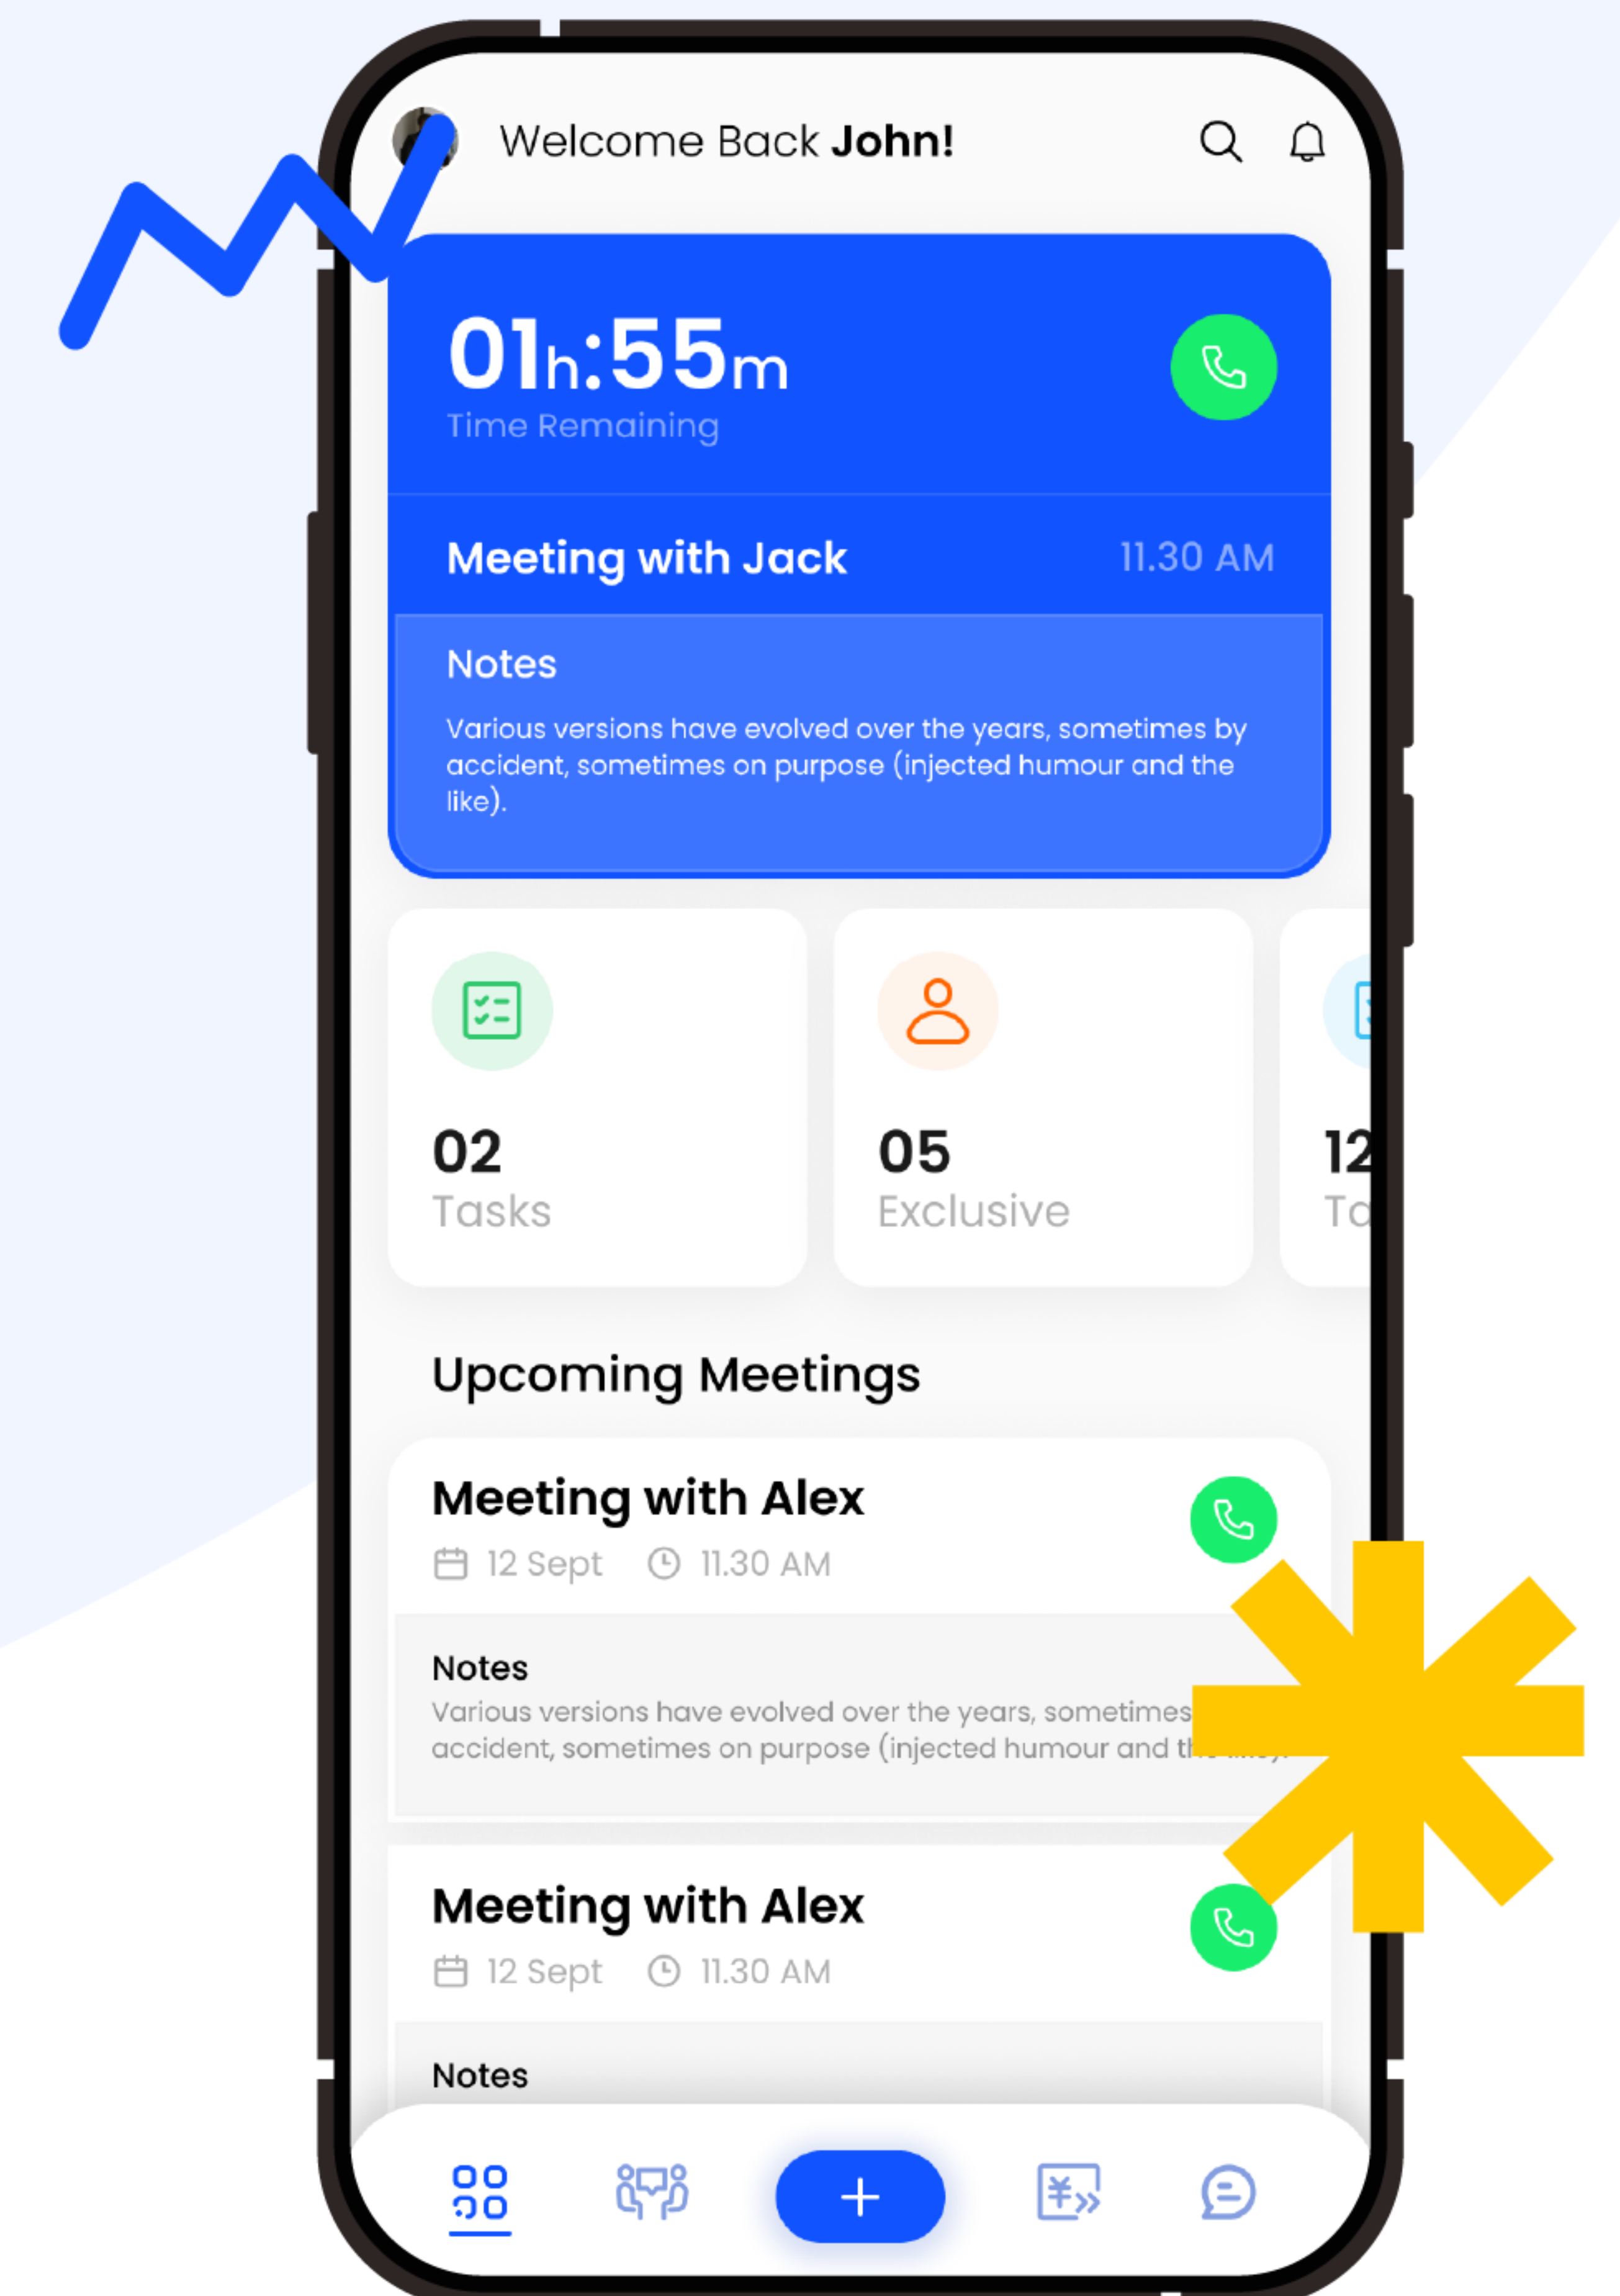 Welcome Back John!
01h:55m
Time Remaining
Meeting with Jack 11.30 AM
Notes
Various versions have evolved over the years, sometimes by
accident, sometimes on purpose (injected humour and the
like).
02
Tasks
05
Exclusive
12
Upcoming Meetings
Meeting with Alex
12 Sept 11.30 AM
Notes
Various versions have evolved over the years, sometimes
accident, sometimes on purpose (injected humour and
Meeting with Alex
12 Sept 11.30 AM
Notes